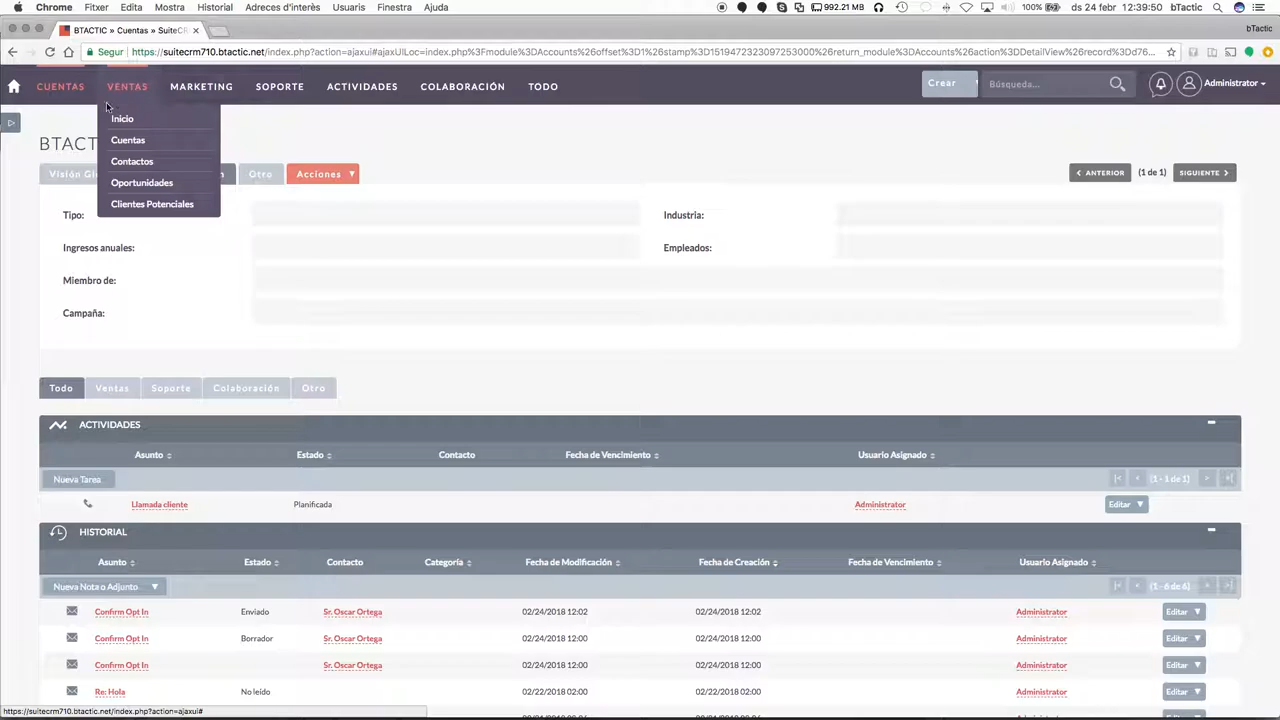 Chrome Fitxer Edita Mostra Historial Adreces d'interès Usuaris Finestra Ajuda 992.21 MB 100% ds 24 febr 12:39:50 bTactic
BTACTIC » Cuentas » SuiteCR bTactic
Segur https://suitecrm710.btactic.net/index.php?action=ajaxui#ajaxUILoc=index.php%3Fmodule%3DAccounts%26offset%3D1%26stamp%3D151947232309725800%26return_module%3DAccounts%26action%3DDetailView%26record%3Dd76...
CUENTAS VENTAS MARKETING SOPORTE ACTIVIDADES COLABORACIÓN TODO Crear Búsqueda... Administrator
Inicio
Cuentas
Contactos
Oportunidades
Clientes Potenciales
BTACT
Visión Gl n Otro Acciones ANTERIOR (1 de 1) SIGUIENTE
Tipo: Industria:
Ingresos anuales: Empleados:
Miembro de:
Campaña:
Todo Ventas Soporte Colaboración Otro
ACTIVIDADES
Asunto Estado Contacto Fecha de Vencimiento Usuario Asignado
Nueva Tarea (1 - 1 de 1)
Llamada cliente Planificada Administrator Editar
HISTORIAL
Asunto Estado Contacto Categoría Fecha de Modificación Fecha de Creación Fecha de Vencimiento Usuario Asignado
Nueva Nota o Adjunto (1 - 6 de 6)
Confirm Opt In Enviado Sr. Oscar Ortega 02/24/2018 12:02 02/24/2018 12:02 Administrator Editar
Confirm Opt In Borrador Sr. Oscar Ortega 02/24/2018 12:00 02/24/2018 12:00 Administrator Editar
Confirm Opt In Sr. Oscar Ortega 02/24/2018 12:00 02/24/2018 12:00 Administrator Editar
Re: Hola No leído 02/22/2018 02:00 02/22/2018 02:00 Administrator Editar
https://suitecrm710.btactic.net/index.php?action=ajaxui#